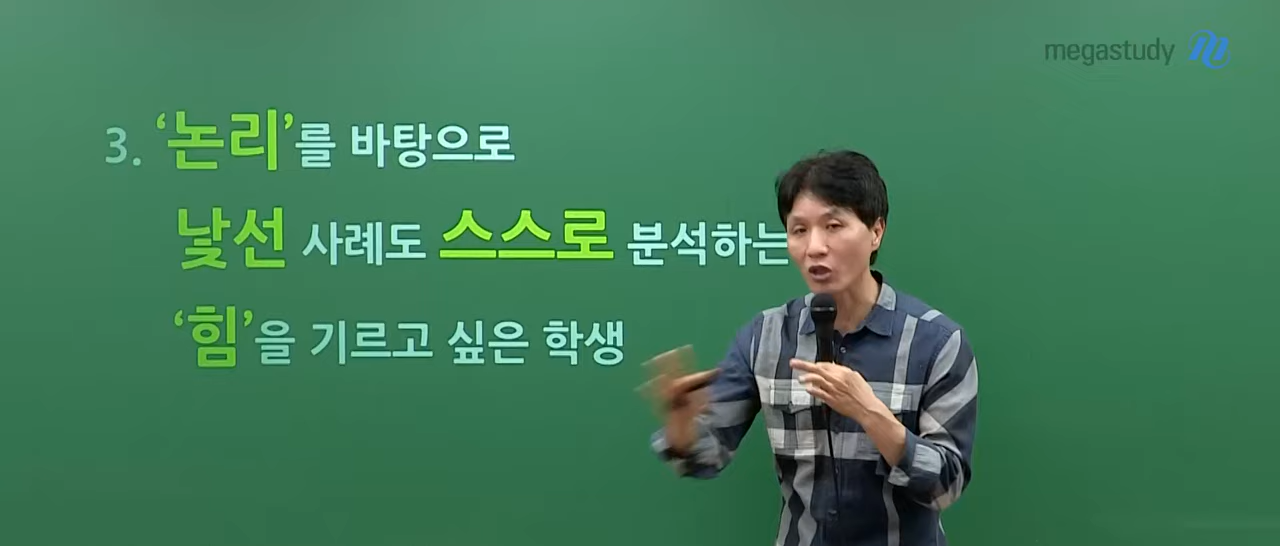 megastudy
3. ‘논리’를 바탕으로
낯선 사례도 스스로 분석하는
‘힘’을 기르고 싶은 학생